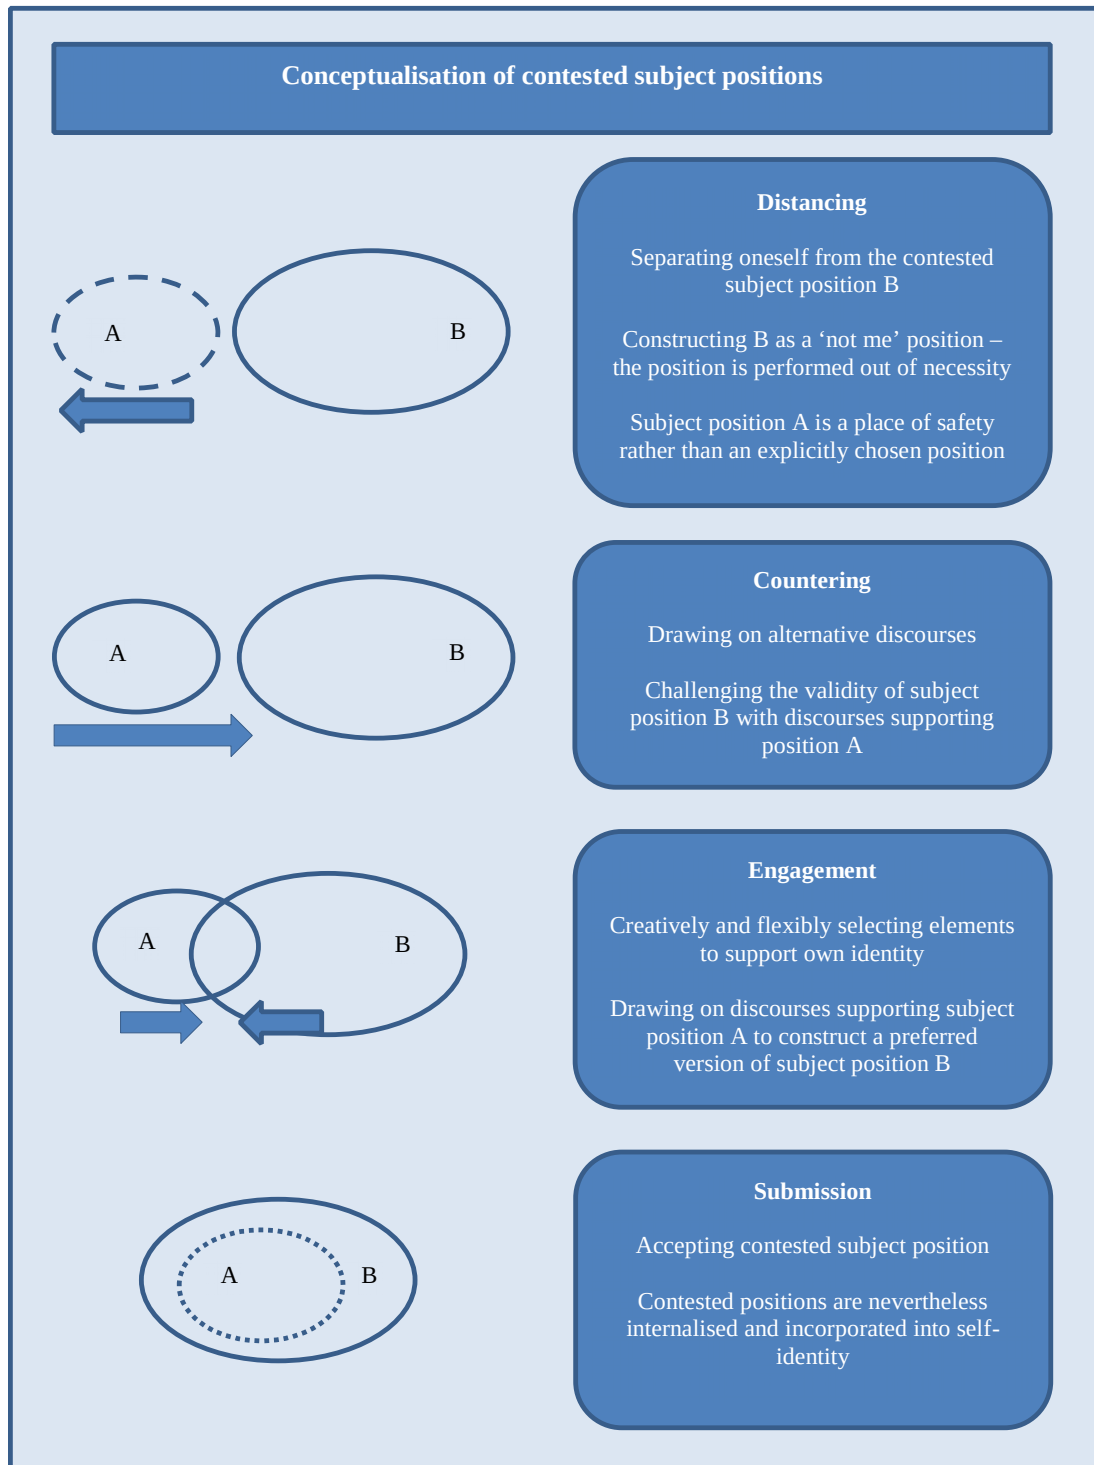 Conceptualisation of contested subject positions
A
B
Distancing
Separating oneself from the contested
subject position B
Constructing B as a ‘not me’ position –
the position is performed out of necessity
Subject position A is a place of safety
rather than an explicitly chosen position
A
B
Countering
Drawing on alternative discourses
Challenging the validity of subject
position B with discourses supporting
position A
A
B
Engagement
Creatively and flexibly selecting elements
to support own identity
Drawing on discourses supporting subject
position A to construct a preferred
version of subject position B
A
B
Submission
Accepting contested subject position
Contested positions are nevertheless
internalised and incorporated into self-
identity